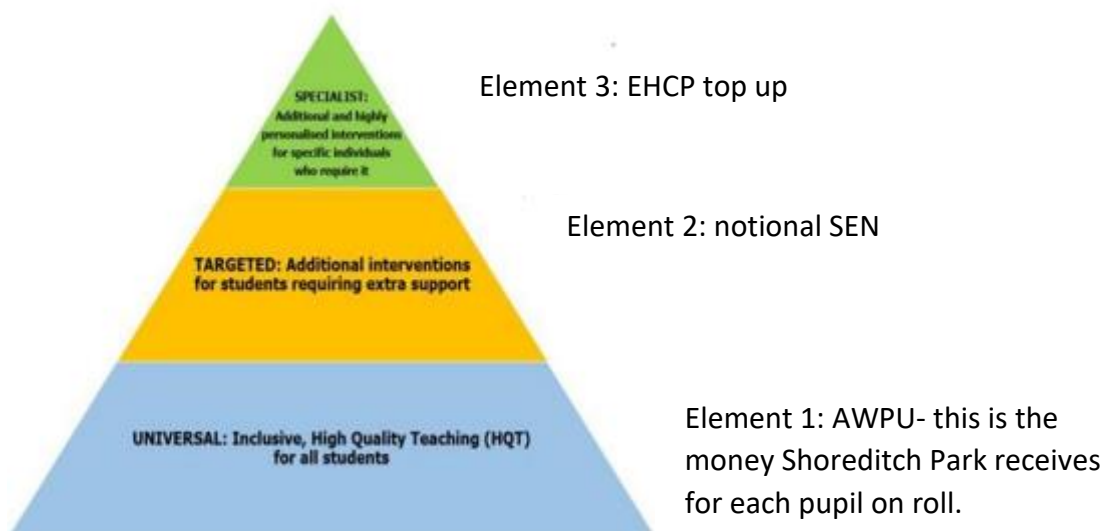 Element 3: EHCP top up
SPECIALIST:
Additional and highly
personalised interventions
for specific individuals
who require it
Element 2: notional SEN
TARGETED: Additional interventions
for students requiring extra support
Element 1: AWPU- this is the
money Shoreditch Park receives
for each pupil on roll.
UNIVERSAL: Inclusive, High Quality Teaching (HQT)
for all students